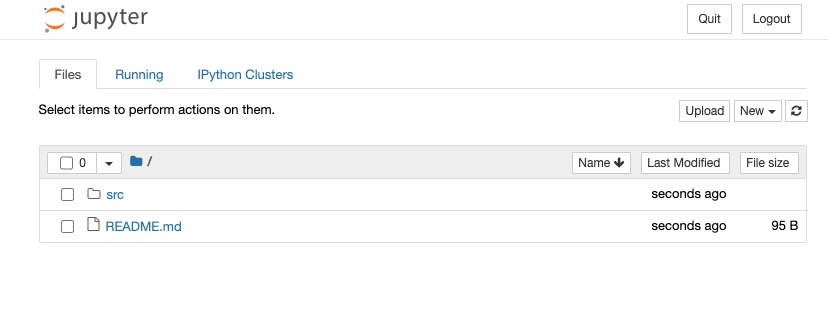 jupyter
Quit Logout
Files Running IPython Clusters
Select items to perform actions on them.
Upload New
0 / Name Last Modified File size
src seconds ago
README.md seconds ago 95 B